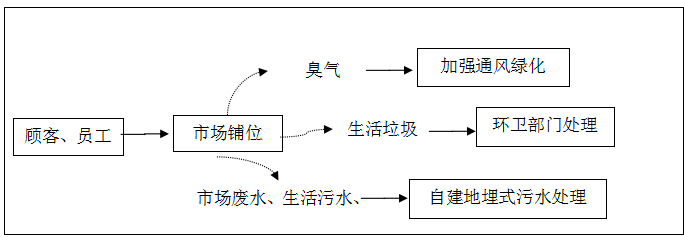 臭气
加强通风绿化
顾客、员工
市场铺位
生活垃圾
环卫部门处理
市场废水、生活污水、
自建地埋式污水处理